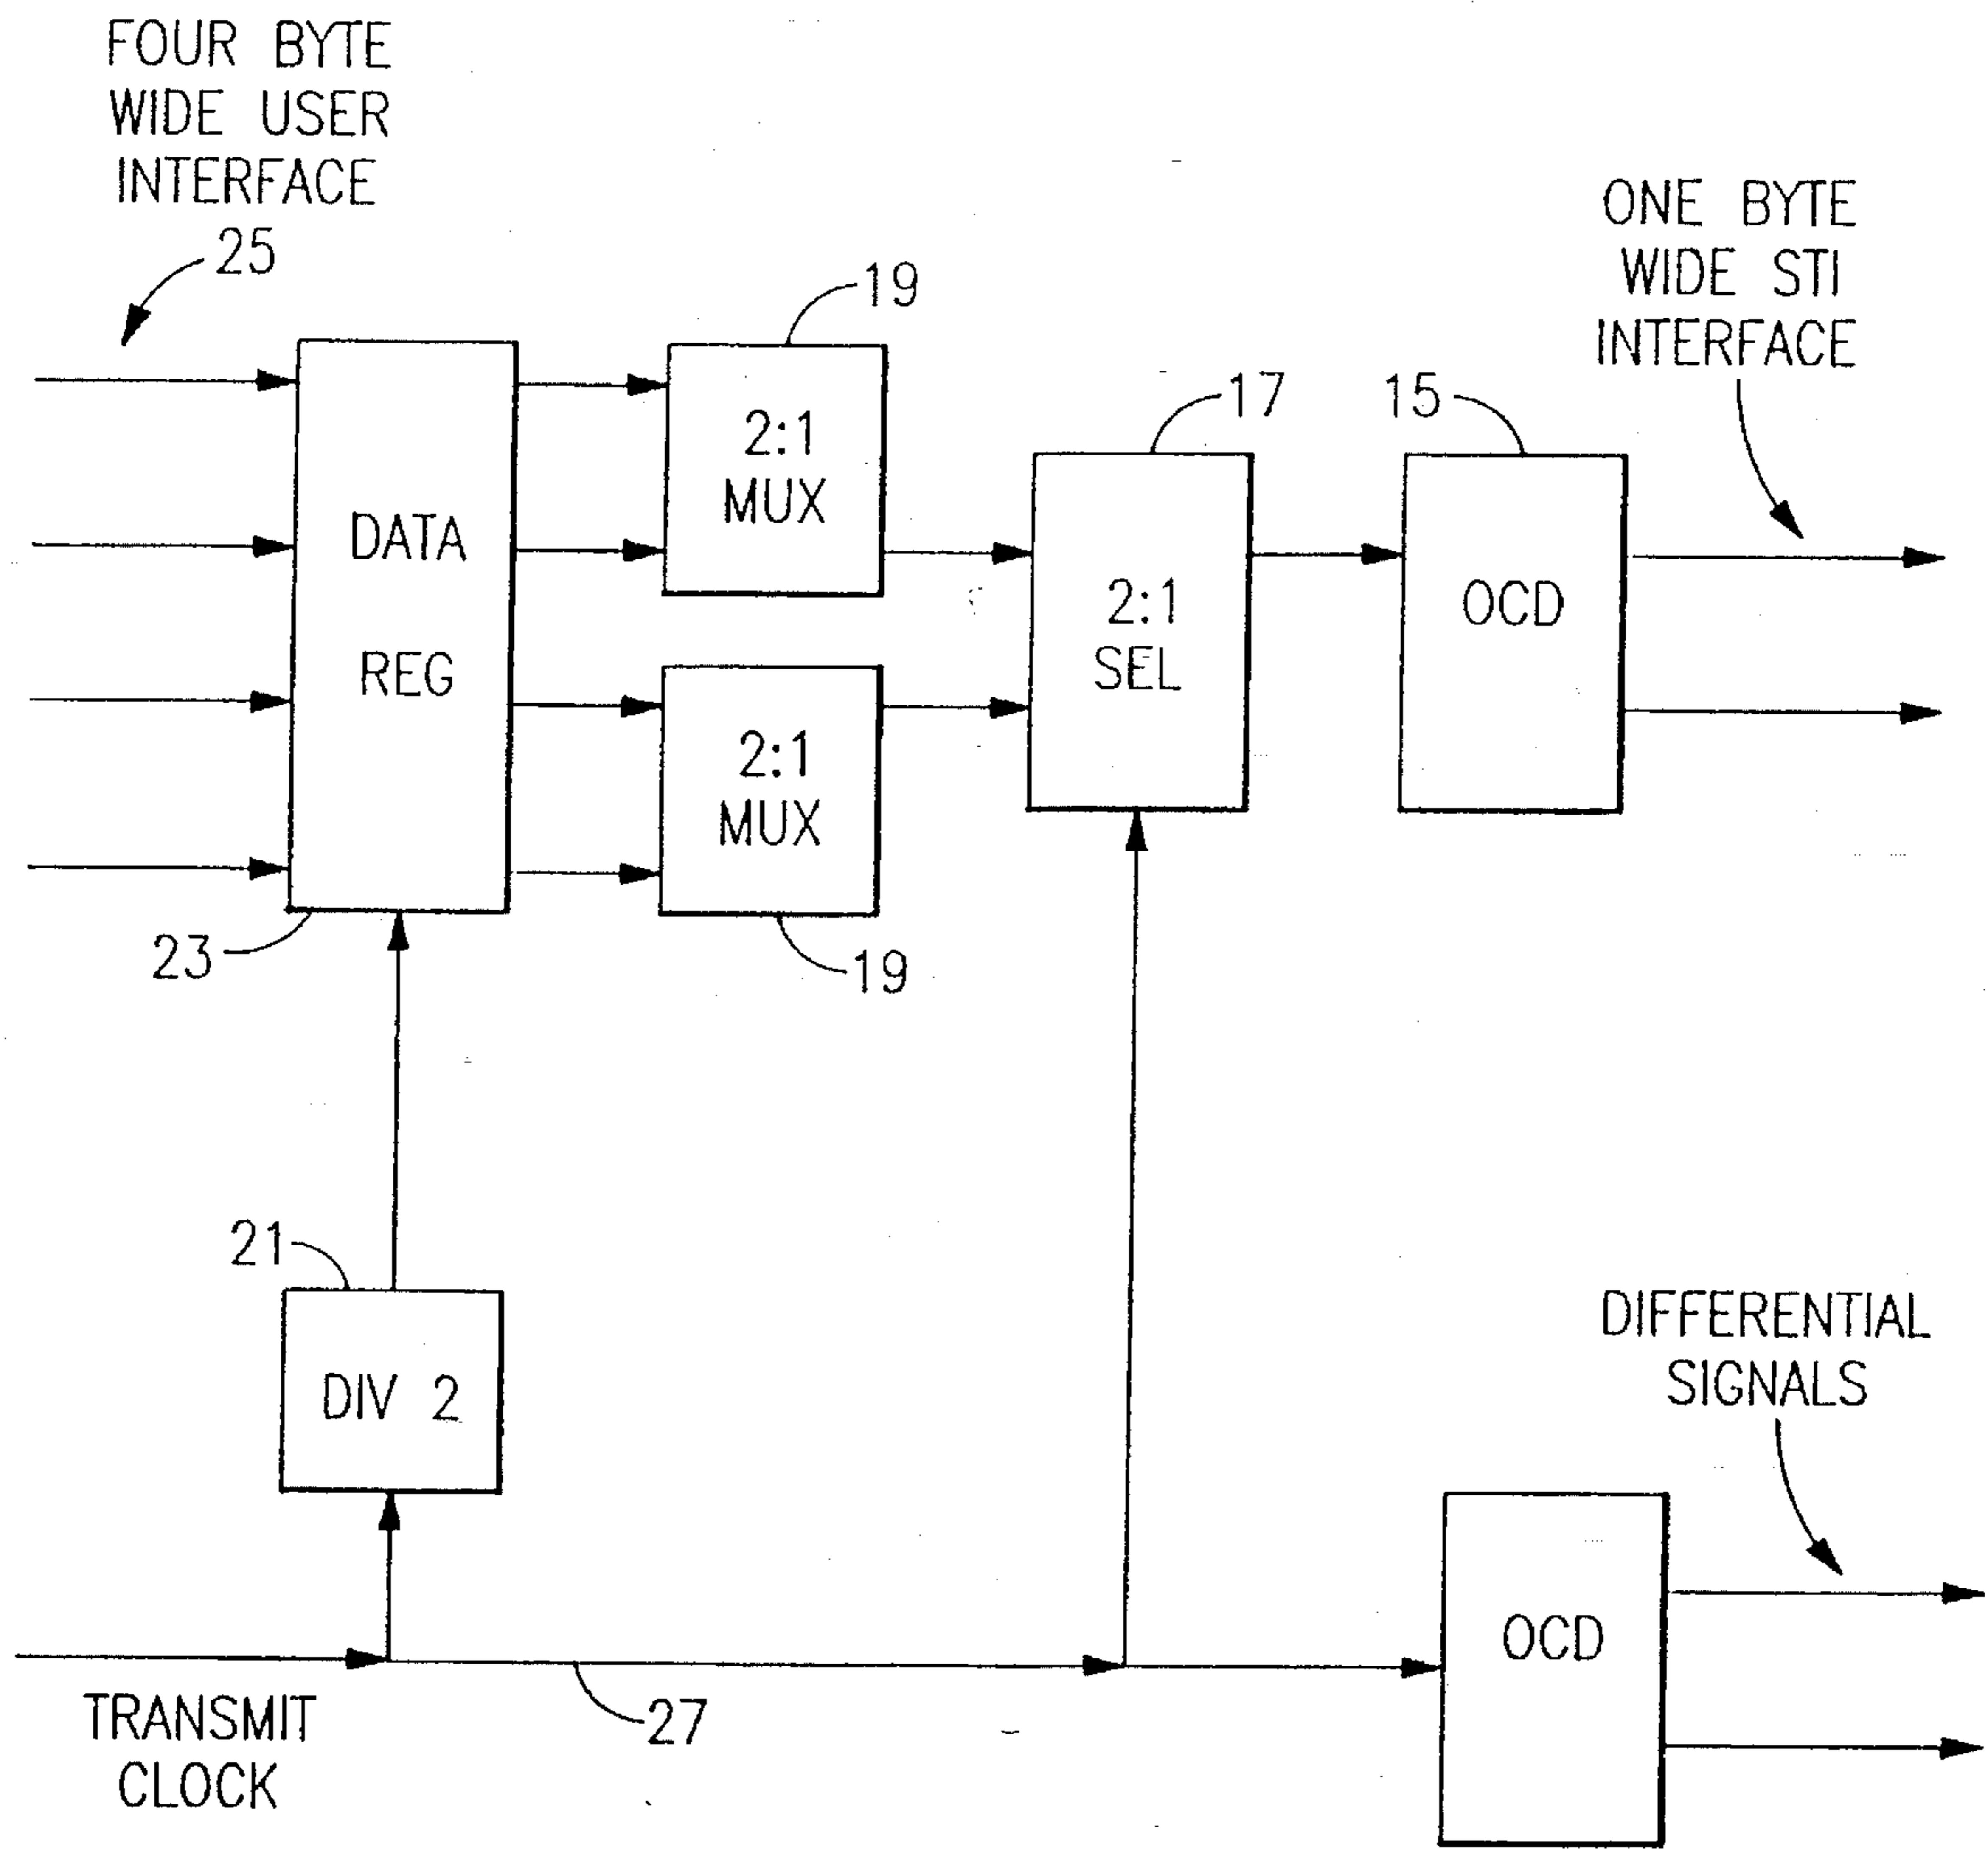 FOUR BYTE
WIDE USER
INTERFACE
25
19
ONE BYTE
WIDE STI
INTERFACE
17
15
2:1
MUX
DATA
REG
2:1
SEL
OCD
2:1
MUX
23
19
21
DIV 2
DIFFERENTIAL
SIGNALS
OCD
TRANSMIT
CLOCK
27